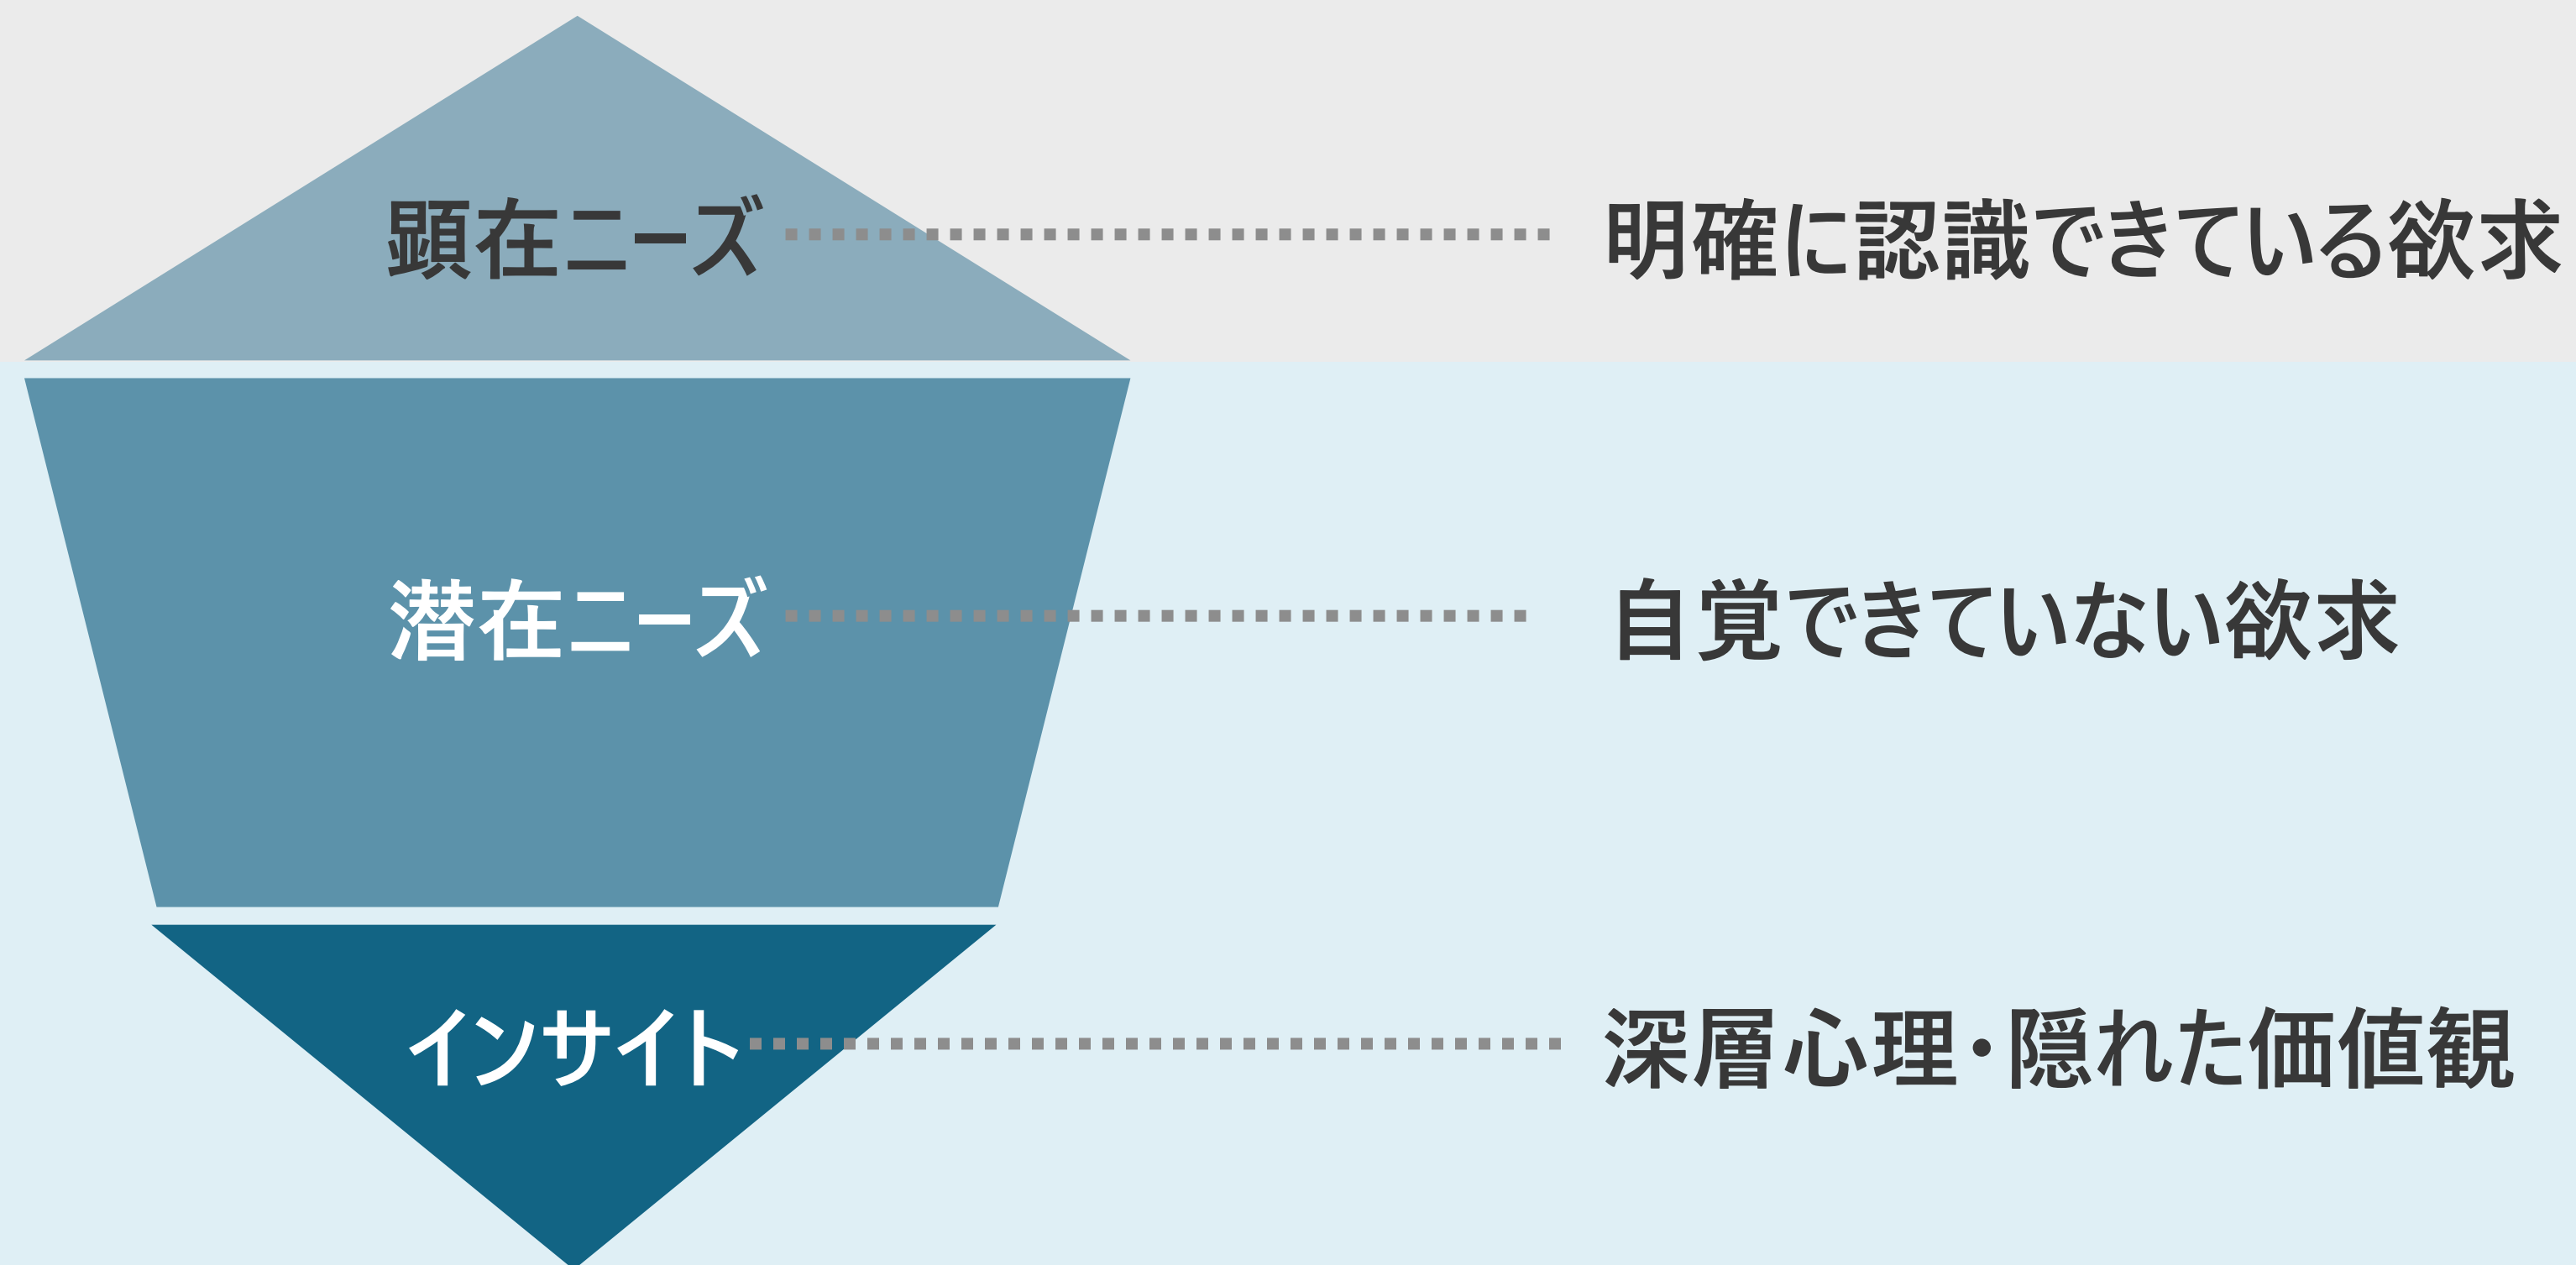 顕在ニーズ 明確に認識できている欲求
潜在ニーズ 自覚できていない欲求
インサイト 深層心理・隠れた価値観